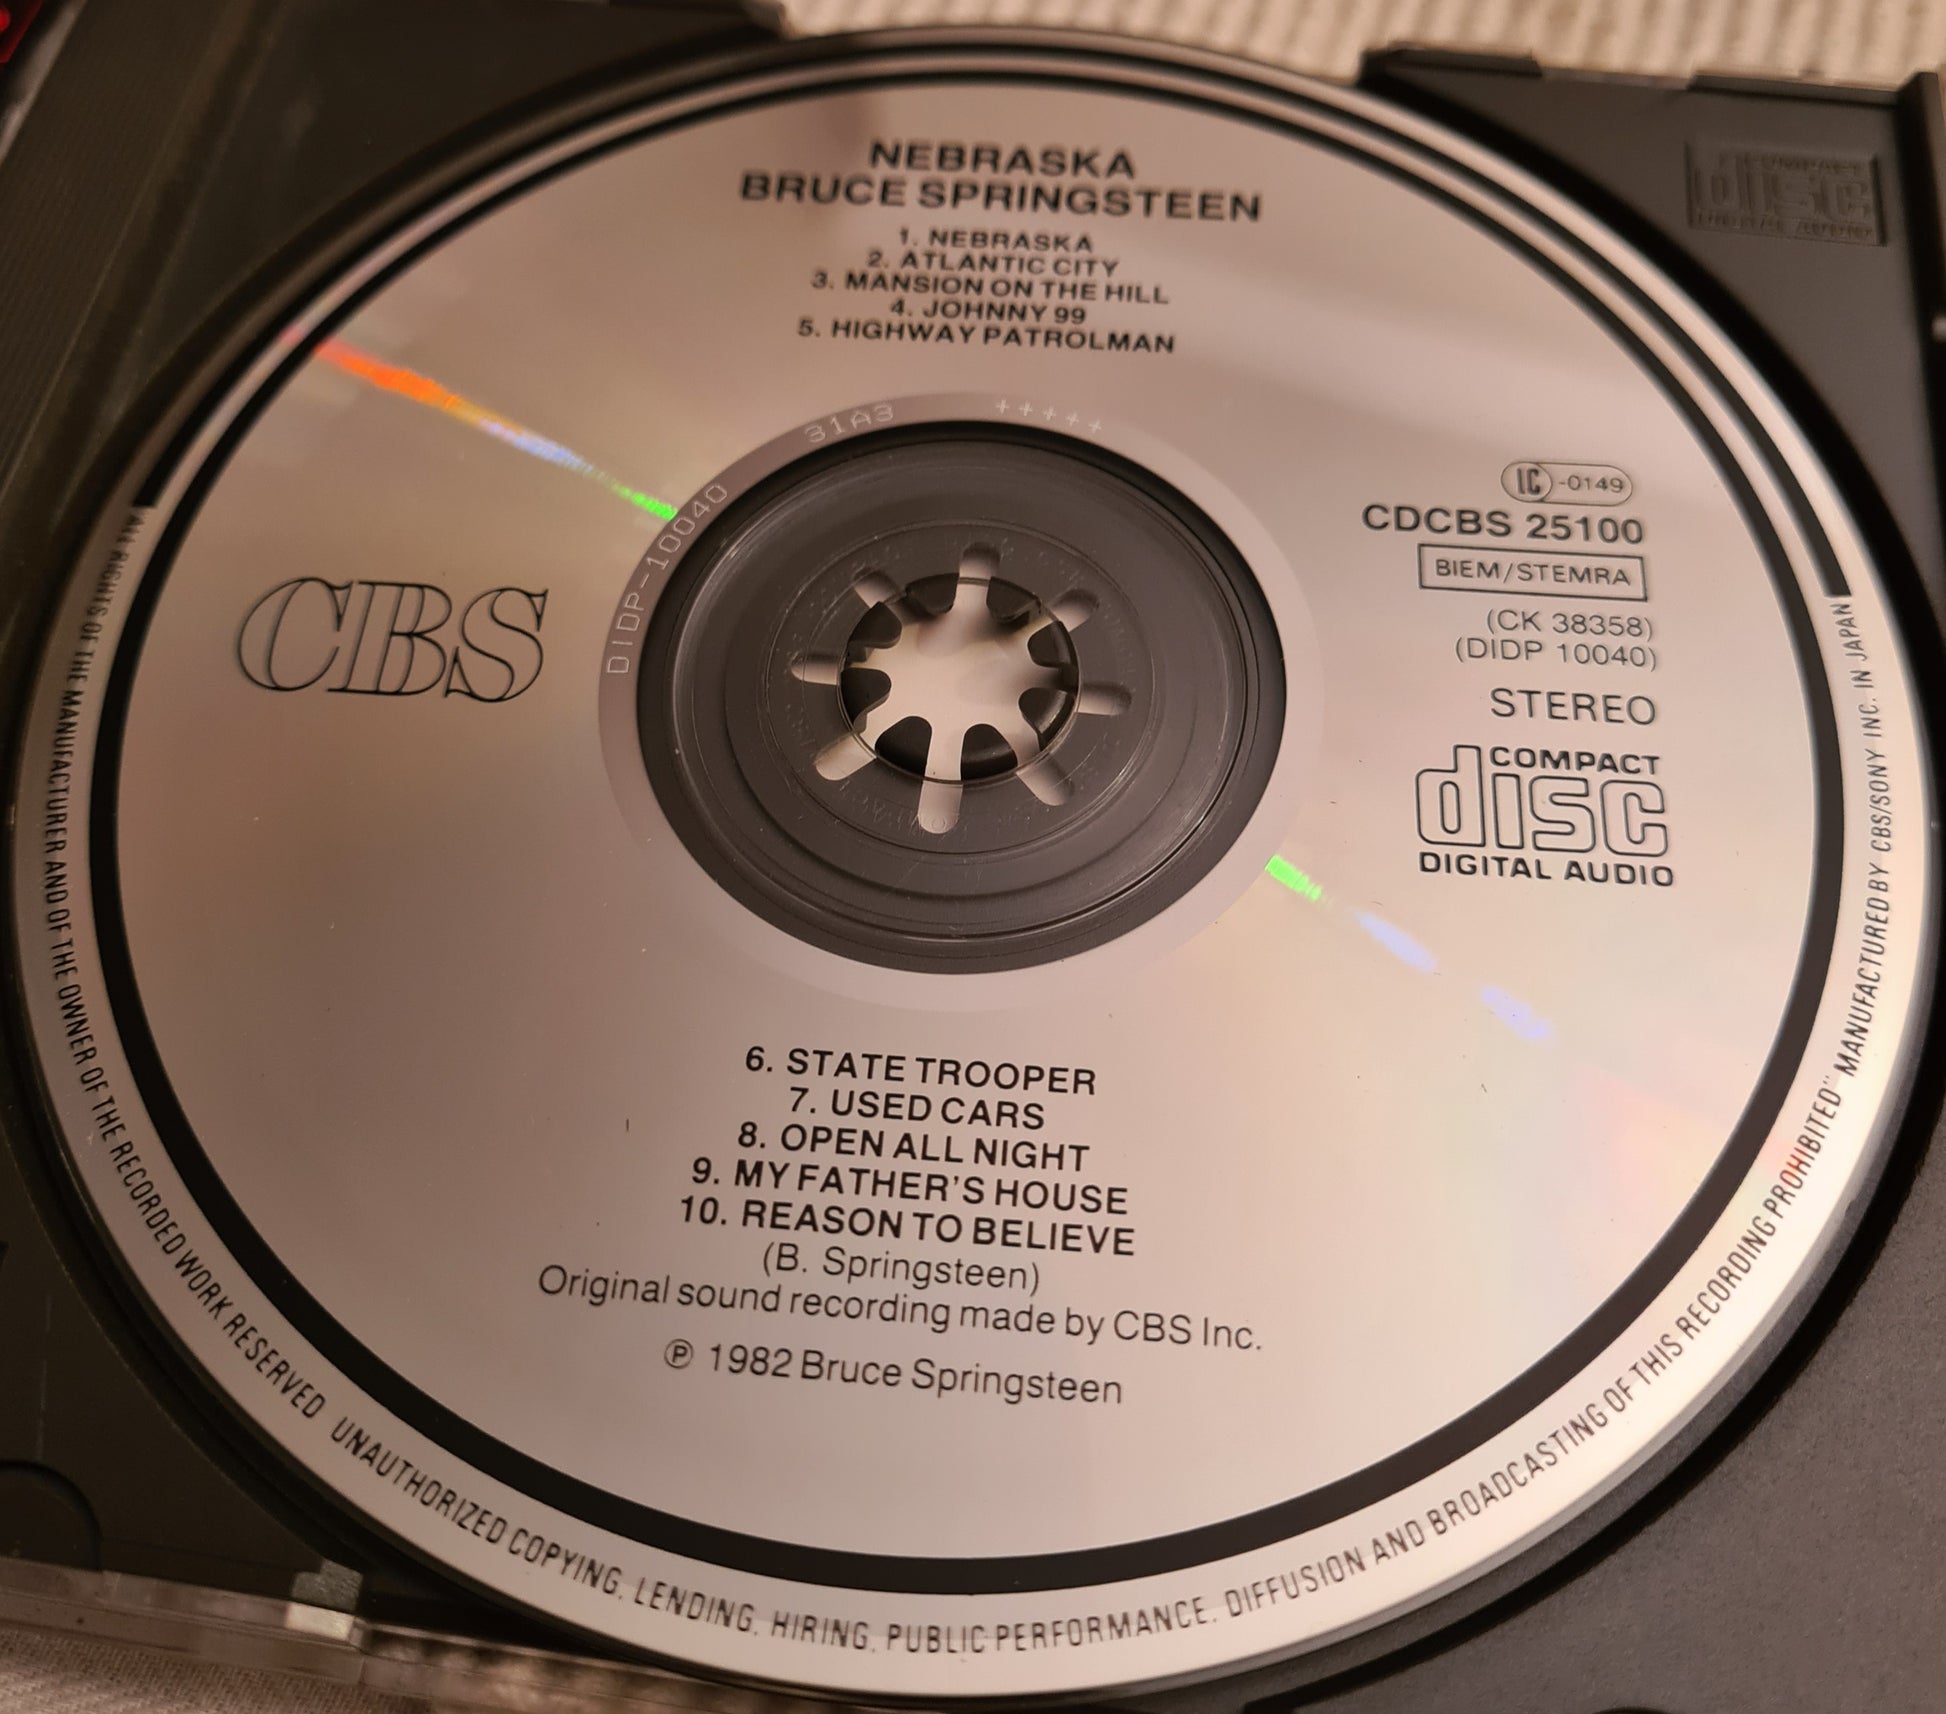 NEBRASKA
BRUCE SPRINGSTEEN
1. NEBRASKA
2. ATLANTIC CITY
3. MANSION ON THE HILL
4. JOHNNY 99
5. HIGHWAY PATROLMAN
31A3 +++++
DIDP-10040
CBS
IC -0149
CDCBS 25100
BIEM/STEMRA
(CK 38358)
(DIDP 10040)
STEREO
COMPACT
disc
DIGITAL AUDIO
6. STATE TROOPER
7. USED CARS
8. OPEN ALL NIGHT
9. MY FATHER'S HOUSE
10. REASON TO BELIEVE
(B. Springsteen)
Original sound recording made by CBS Inc.
℗ 1982 Bruce Springsteen
"ALL RIGHTS OF THE MANUFACTURER AND OF THE OWNER OF THE RECORDED WORK RESERVED UNAUTHORIZED COPYING, LENDING, HIRING, PUBLIC PERFORMANCE, DIFFUSION AND BROADCASTING OF THIS RECORDING PROHIBITED" MANUFACTURED BY CBS/SONY INC. IN JAPAN
COMPACT
disc
DIGITAL AUDIO